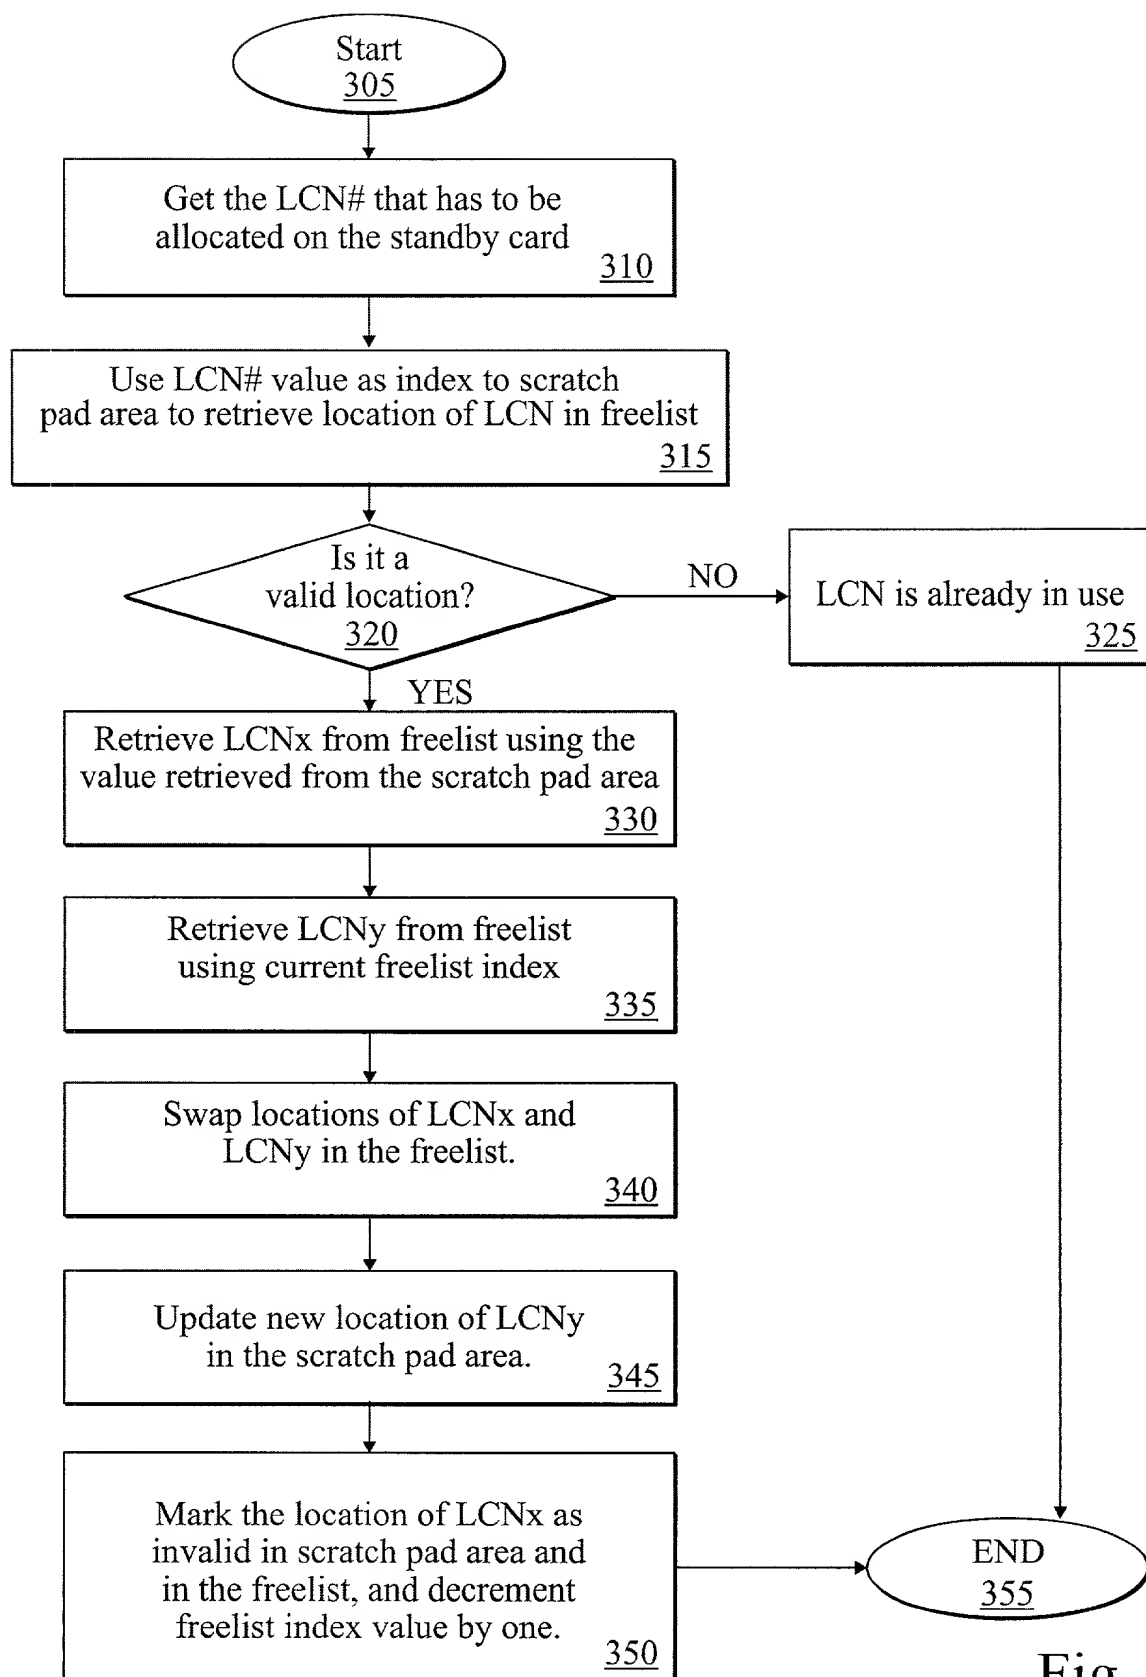 Start
305
Get the LCN# that has to be
allocated on the standby card
310
Use LCN# value as index to scratch
pad area to retrieve location of LCN in freelist
315
Is it a
valid location?
320
NO
LCN is already in use
325
YES
Retrieve LCNx from freelist using the
value retrieved from the scratch pad area
330
Retrieve LCNy from freelist
using current freelist index
335
Swap locations of LCNx and
LCNy in the freelist.
340
Update new location of LCNy
in the scratch pad area.
345
Mark the location of LCNx as
invalid in scratch pad area and
in the freelist, and decrement
freelist index value by one.
350
END
355
Fig